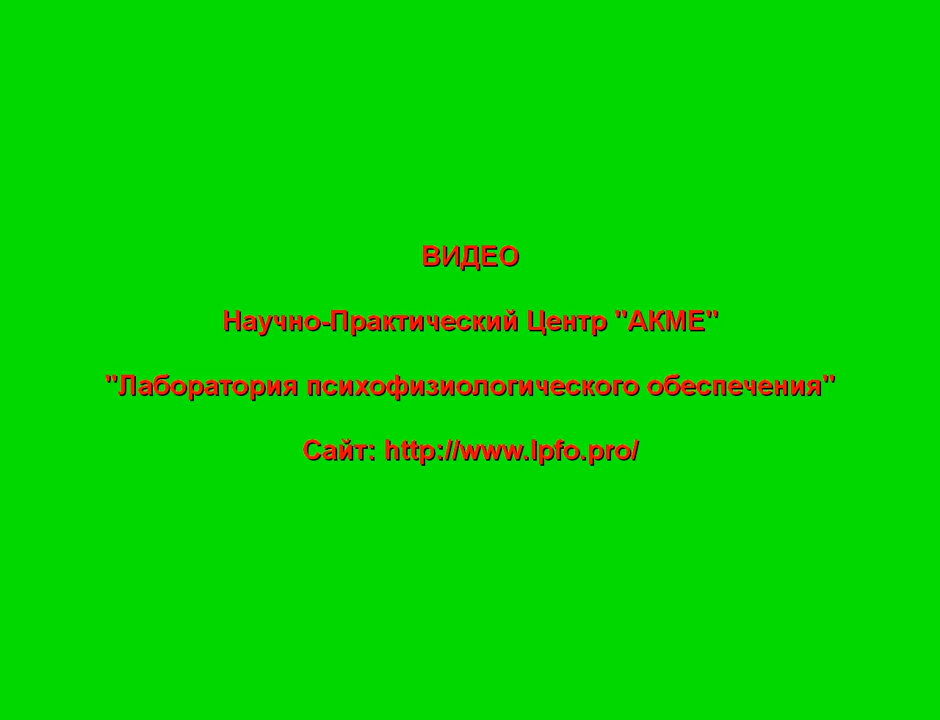 ВИДЕО
Научно-Практический Центр "АКМЕ"
"Лаборатория психофизиологического обеспечения"
Сайт: http://www.lpfo.pro/